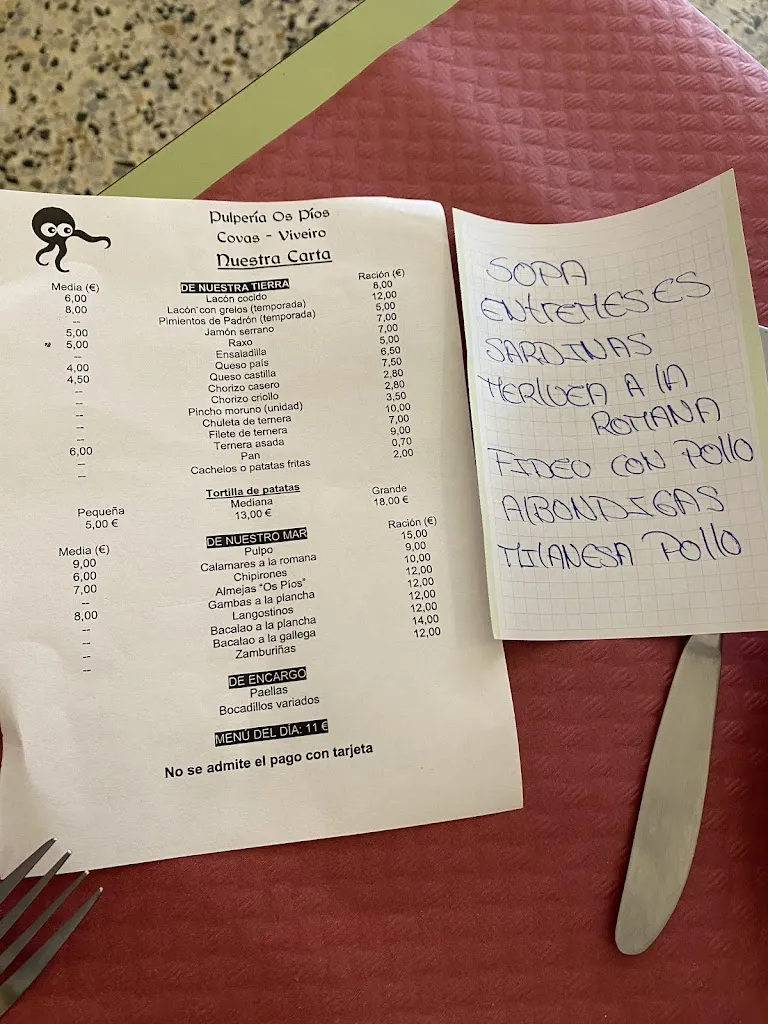 Pulpería Os Píos
Covas - Viveiro
Nuestra Carta
Media (€) DE NUESTRA TIERRA Ración (€)
6,00 Lacón cocido 8,00
8,00 Lacón con grelos (temporada) 12,00
-- Pimientos de Padrón (temporada) 5,00
5,00 Jamón serrano 7,00
5,00 Raxo 7,00
-- Ensaladilla 5,00
4,00 Queso país 6,50
4,50 Queso castilla 7,50
-- Chorizo casero 2,80
-- Chorizo criollo 2,80
-- Pincho moruno (unidad) 3,50
-- Chuleta de ternera 10,00
-- Filete de ternera 7,00
6,00 Ternera asada 9,00
-- Pan 0,70
-- Cachelos o patatas fritas 2,00
Tortilla de patatas
Pequeña Mediana Grande
5,00 € 13,00 € 18,00 €
Media (€) DE NUESTRO MAR Ración (€)
9,00 Pulpo 15,00
6,00 Calamares a la romana 9,00
7,00 Chipirones 10,00
-- Almejas "Os Píos" 12,00
8,00 Gambas a la plancha 12,00
-- Langostinos 12,00
-- Bacalao a la plancha 12,00
-- Bacalao a la gallega 14,00
-- Zamburiñas 12,00
DE ENCARGO
Paellas
Bocadillos variados
MENÚ DEL DÍA: 11 €
No se admite el pago con tarjeta
SOPA
ENTREMESES
SARDINAS
MERLUZA A LA
ROMANA
FIDEO CON POLLO
ALBONDIGAS
MILANESA POLLO